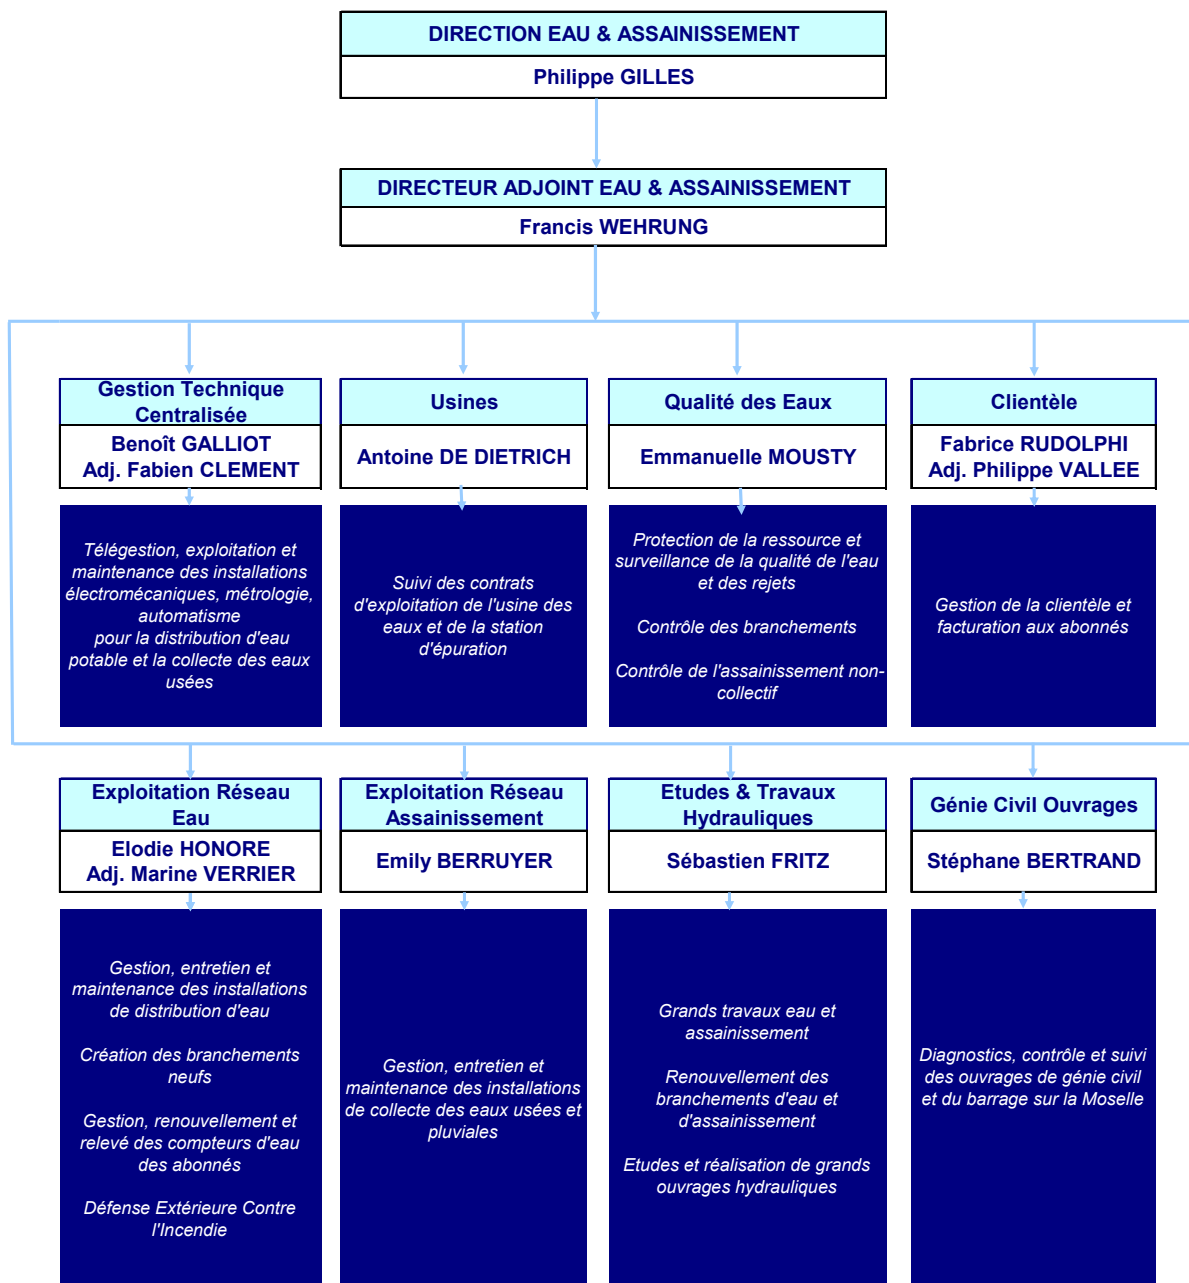 DIRECTION EAU & ASSAINISSEMENT
Philippe GILLES
DIRECTEUR ADJOINT EAU & ASSAINISSEMENT
Francis WEHRUNG
Gestion Technique
Centralisée
Benoît GALLIOT
Adj. Fabien CLEMENT
Télégestion, exploitation et
maintenance des installations
électromécaniques, métrologie,
automatisme
pour la distribution d'eau
potable et la collecte des eaux
usées
Usines
Antoine DE DIETRICH
Suivi des contrats
d'exploitation de l'usine des
eaux et de la station
d'épuration
Qualité des Eaux
Emmanuelle MOUSTY
Protection de la ressource et
surveillance de la qualité de l'eau
et des rejets
Contrôle des branchements
Contrôle de l'assainissement non-
collectif
Clientèle
Fabrice RUDOLPHI
Adj. Philippe VALLEE
Gestion de la clientèle et
facturation aux abonnés
Exploitation Réseau
Eau
Elodie HONORE
Adj. Marine VERRIER
Gestion, entretien et
maintenance des installations
de distribution d'eau
Création des branchements
neufs
Gestion, renouvellement et
relevé des compteurs d'eau
des abonnés
Défense Extérieure Contre
l'Incendie
Exploitation Réseau
Assainissement
Emily BERRUYER
Gestion, entretien et
maintenance des installations
de collecte des eaux usées et
pluviales
Etudes & Travaux
Hydrauliques
Sébastien FRITZ
Grands travaux eau et
assainissement
Renouvellement des
branchements d'eau et
d'assainissement
Etudes et réalisation de grands
ouvrages hydrauliques
Génie Civil Ouvrages
Stéphane BERTRAND
Diagnostics, contrôle et suivi
des ouvrages de génie civil
et du barrage sur la Moselle